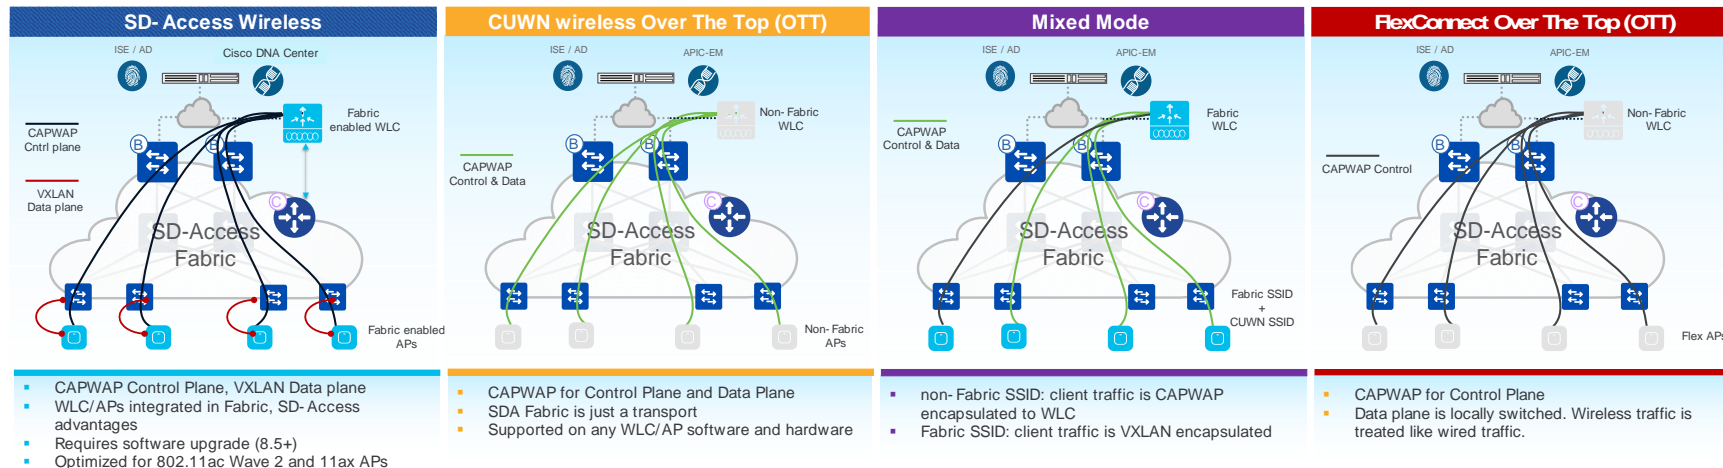 SD- Access Wireless
ISE / AD
Cisco DNA Center
CAPWAP
Cntrl plane
Fabric
enabled WLC
B
B
VXLAN
Data plane
C
SD-Access
Fabric
Fabric enabled
APs
CAPWAP Control Plane, VXLAN Data plane
WLC/APs integrated in Fabric, SD- Access
advantages
Requires software upgrade (8.5+)
Optimized for 802.11ac Wave 2 and 11ax APs
CUWN wireless Over The Top (OTT)
ISE / AD
APIC-EM
Non- Fabric
WLC
B
B
CAPWAP
Control & Data
C
SD-Access
Fabric
Non- Fabric
APs
CAPWAP for Control Plane and Data Plane
SDA Fabric is just a transport
Supported on any WLC/ AP software and hardware
Mixed Mode
ISE / AD
APIC-EM
Fabric
WLC
CAPWAP
Control & Data
B
B
C
SD-Access
Fabric
Fabric SSID
+
CUWN SSID
non- Fabric SSID: client traffic is CAPWAP
encapsulated to WLC
Fabric SSID: client traffic is VXLAN encapsulated
FlexConnect Over The Top (OTT)
ISE / AD
APIC-EM
Non- Fabric
WLC
B
B
CAPWAP Control
C
SD-Access
Fabric
Flex APs
CAPWAP for Control Plane
Data plane is locally switched. Wireless traffic is
treated like wired traffic.